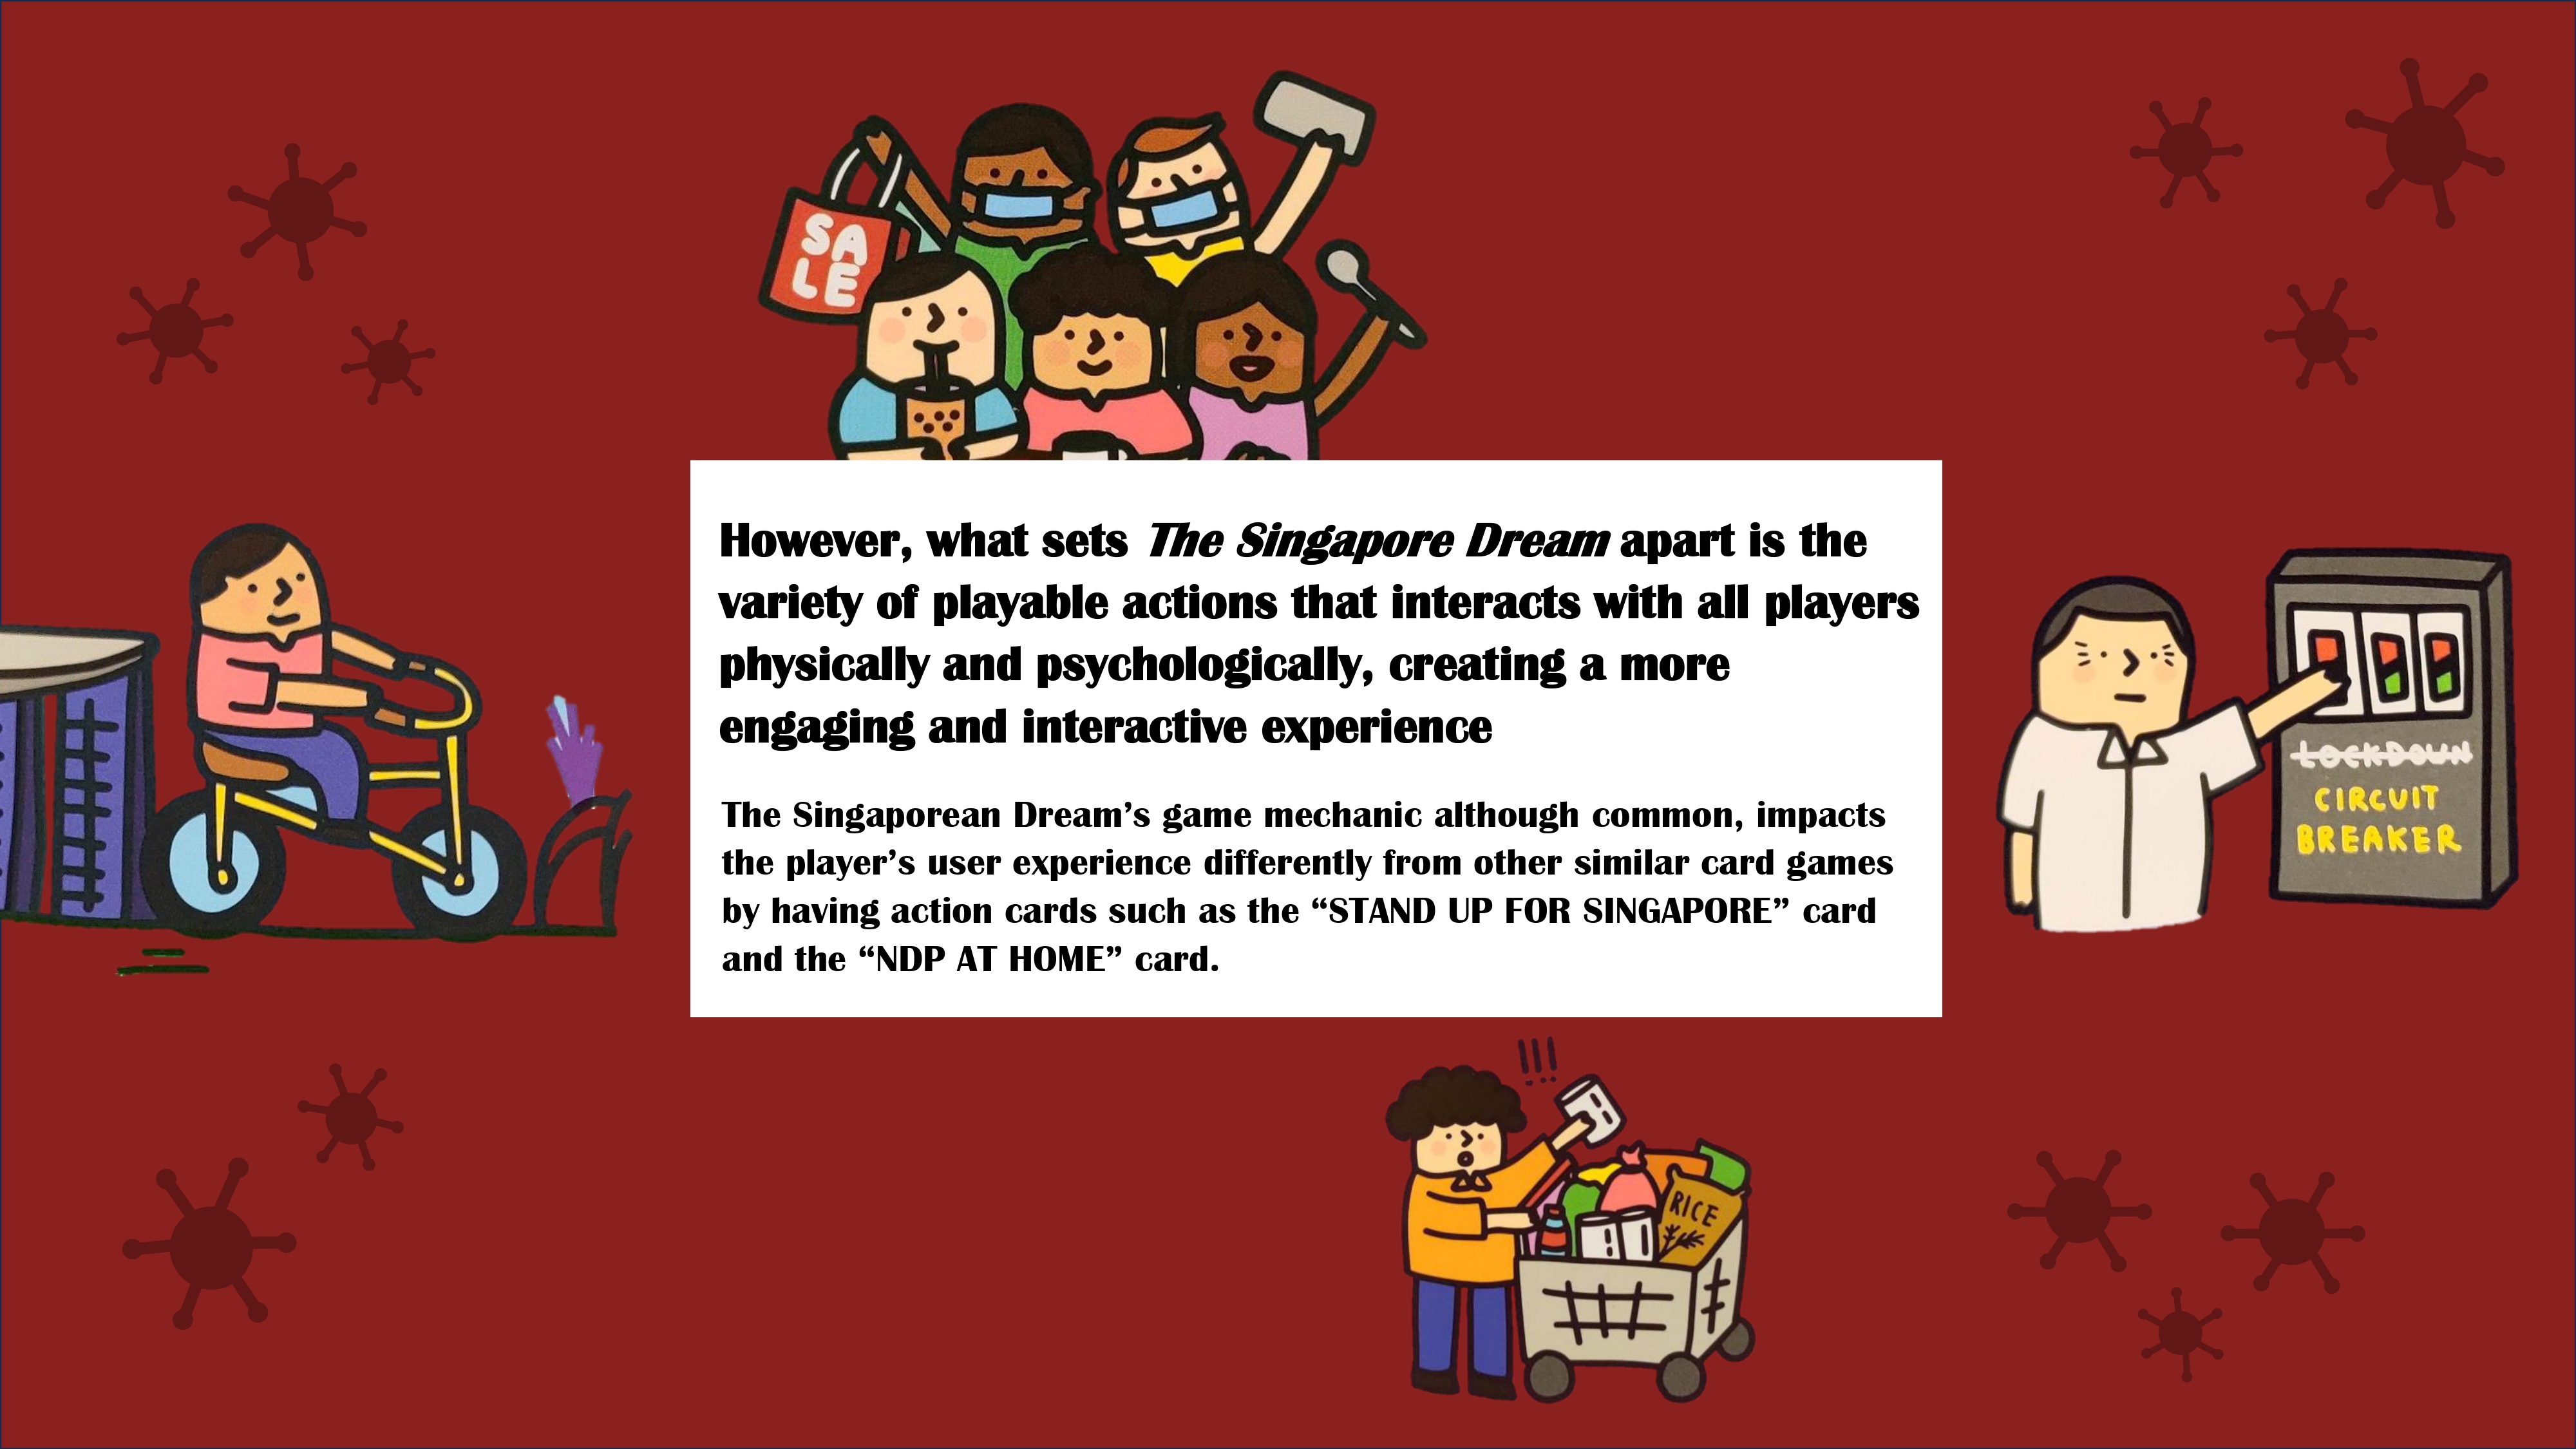 SA
LE
However, what sets The Singapore Dream apart is the
variety of playable actions that interacts with all players
physically and psychologically, creating a more
engaging and interactive experience
The Singaporean Dream’s game mechanic although common, impacts
the player’s user experience differently from other similar card games
by having action cards such as the “STAND UP FOR SINGAPORE” card
and the “NDP AT HOME” card.
LOCKDOWN
CIRCUIT
BREAKER
!!!
RICE